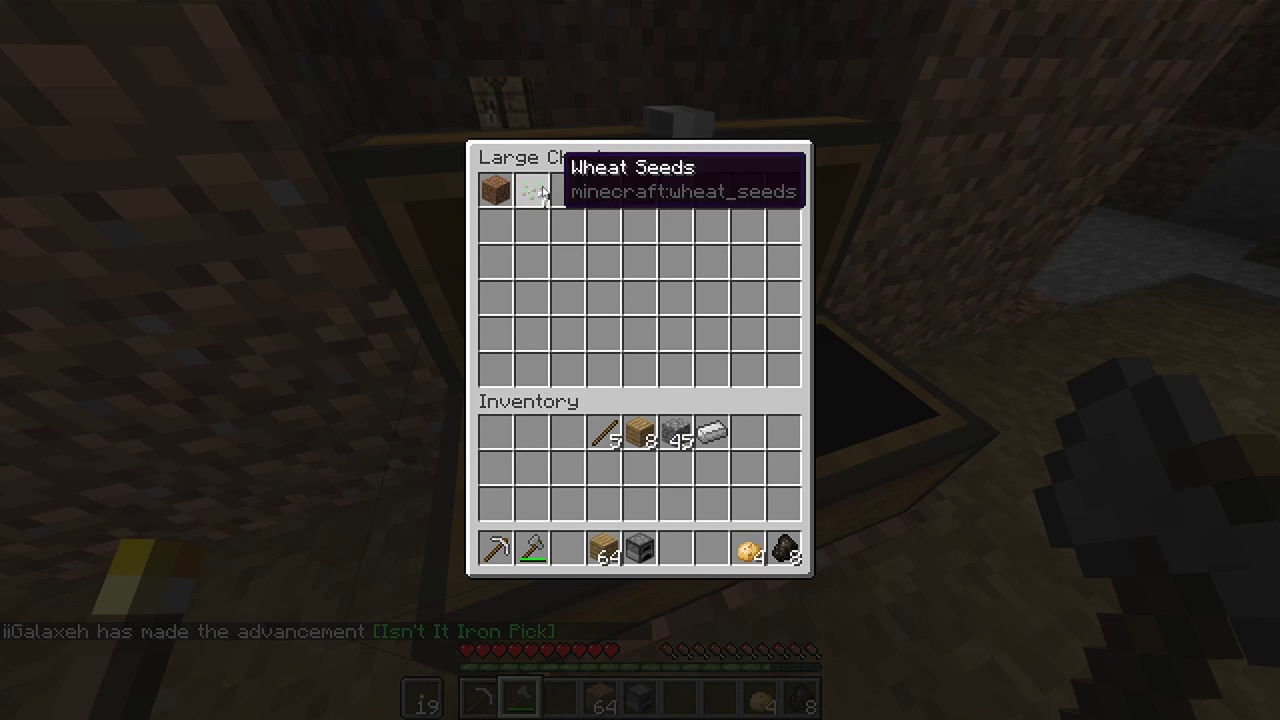 Large Ch
Wheat Seeds
minecraft:wheat_seeds
Inventory
5 8 45
64 4 8
iiGalaxeh has made the advancement [Isn't It Iron Pick]
19 64 4 8